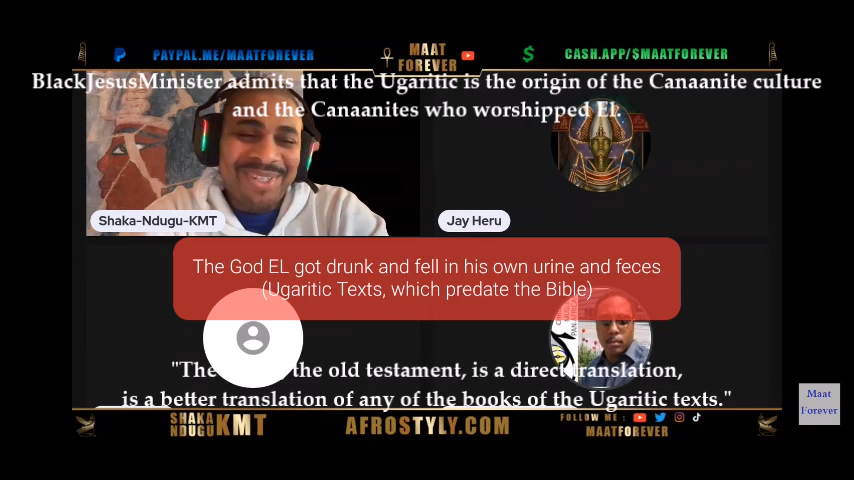 PAYPAL.ME/MAATFOREVER
MAAT
FOREVER
$ CASH.APP/$MAATFOREVER
BlackJesusMinister admits that the Ugaritic is the origin of the Canaanite culture
and the Canaanites who worshipped El.
Shaka-Ndugu-KMT
Jay Heru
The God EL got drunk and fell in his own urine and feces
(Ugaritic Texts, which predate the Bible)
"The the old testament, is a direct translation,
is a better translation of any of the books of the Ugaritic texts."
Maat
Forever
SHAKA
NDUGU KMT
AFROSTYLY.COM
FOLLOW ME :
MAATFOREVER